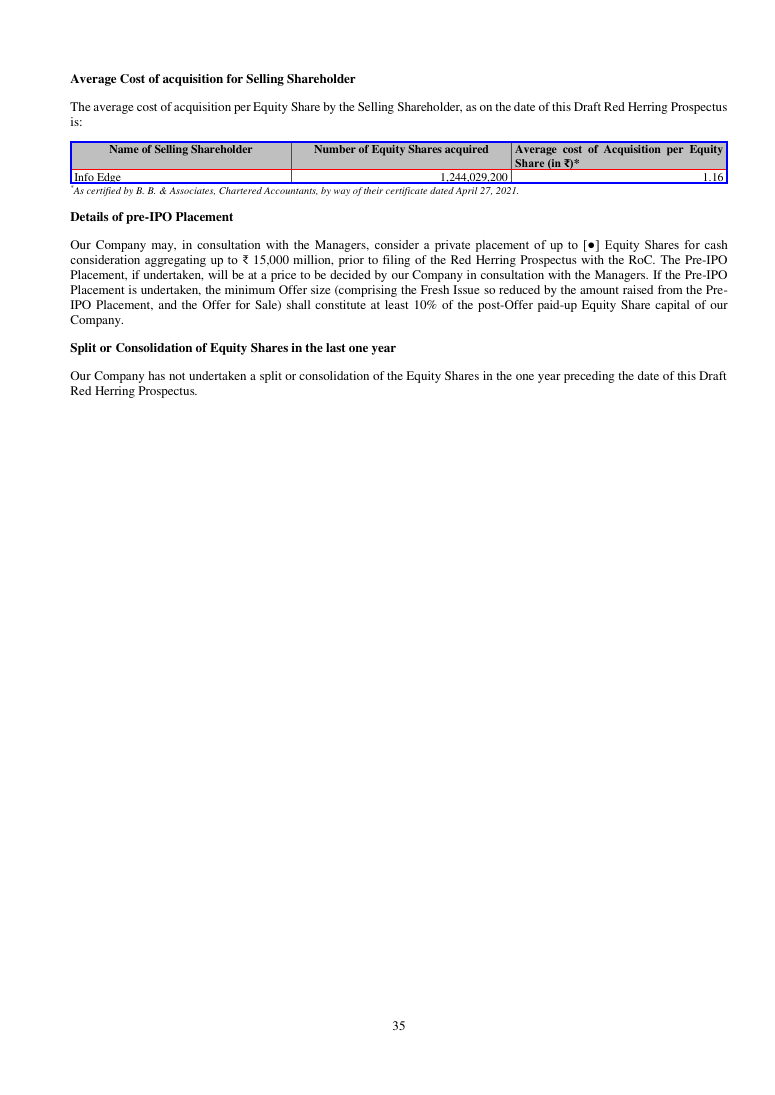 Average Cost of acquisition for Selling Shareholder
The average cost of acquisition per Equity Share by the Selling Shareholder, as on the date of this Draft Red Herring Prospectus
is:
Name of Selling Shareholder Number of Equity Shares acquired Average cost of Acquisition per Equity
Share (in ₹)*
Info Edge 1,244,029,200 1.16
*As certified by B. B. & Associates, Chartered Accountants, by way of their certificate dated April 27, 2021.
Details of pre-IPO Placement
Our Company may, in consultation with the Managers, consider a private placement of up to [●] Equity Shares for cash
consideration aggregating up to ₹ 15,000 million, prior to filing of the Red Herring Prospectus with the RoC. The Pre-IPO
Placement, if undertaken, will be at a price to be decided by our Company in consultation with the Managers. If the Pre-IPO
Placement is undertaken, the minimum Offer size (comprising the Fresh Issue so reduced by the amount raised from the Pre-
IPO Placement, and the Offer for Sale) shall constitute at least 10% of the post-Offer paid-up Equity Share capital of our
Company.
Split or Consolidation of Equity Shares in the last one year
Our Company has not undertaken a split or consolidation of the Equity Shares in the one year preceding the date of this Draft
Red Herring Prospectus.
35